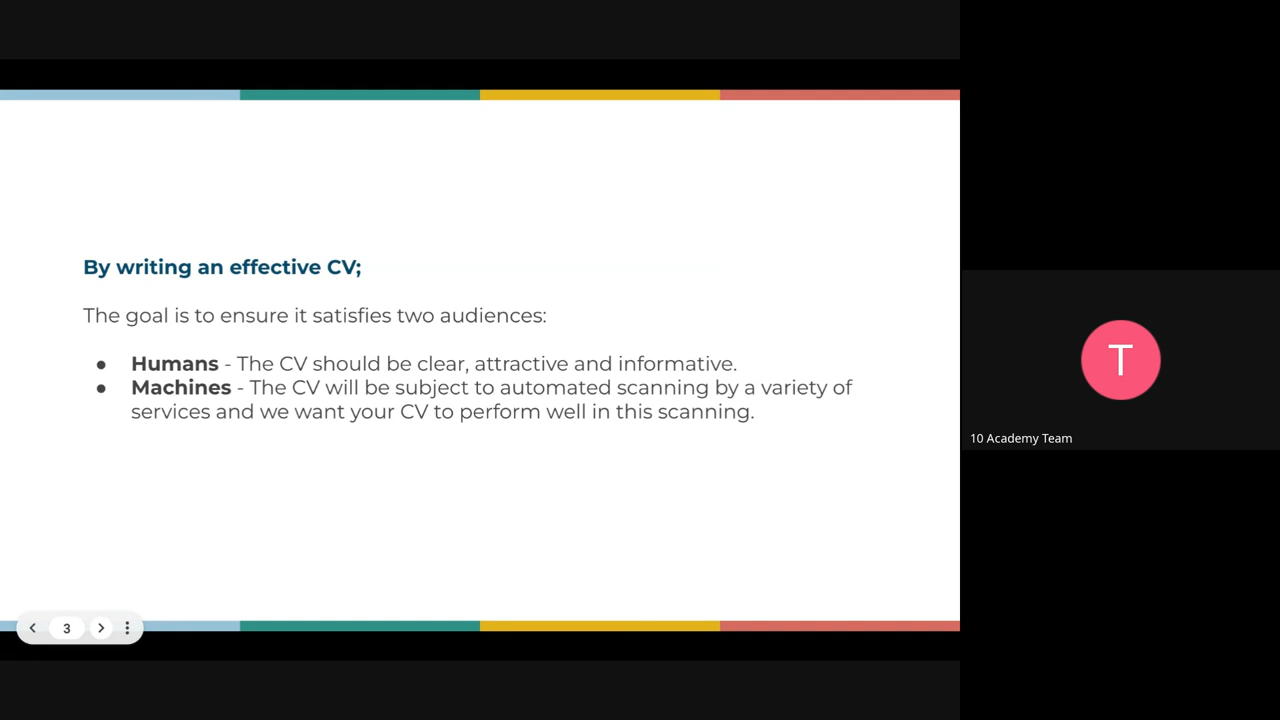 By writing an effective CV;
The goal is to ensure it satisfies two audiences:
● Humans - The CV should be clear, attractive and informative.
● Machines - The CV will be subject to automated scanning by a variety of
services and we want your CV to perform well in this scanning.
T
10 Academy Team
3